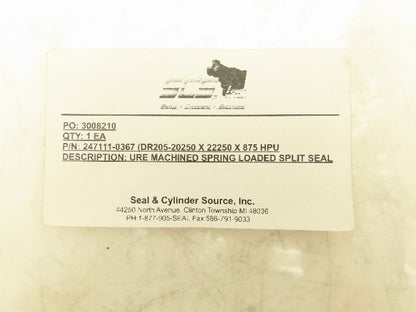 PO: 3008210
QTY: 1 EA
P/N: 247111-0367 (DR205-20250 X 22250 X 875 HPU
DESCRIPTION: URE MACHINED SPRING LOADED SPLIT SEAL
Seal & Cylinder Source, Inc.
44250 North Avenue, Clinton Township MI 48036
PH 1-877-905-SEAL Fax 586-791-9033